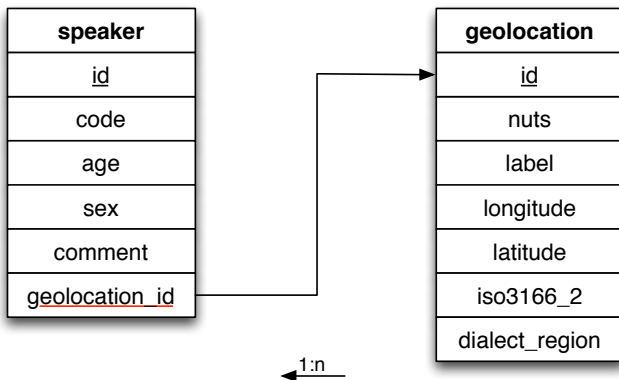 speaker
id
code
age
sex
comment
geolocation_id
geolocation
id
nuts
label
longitude
latitude
iso3166_2
dialect_region
1:n